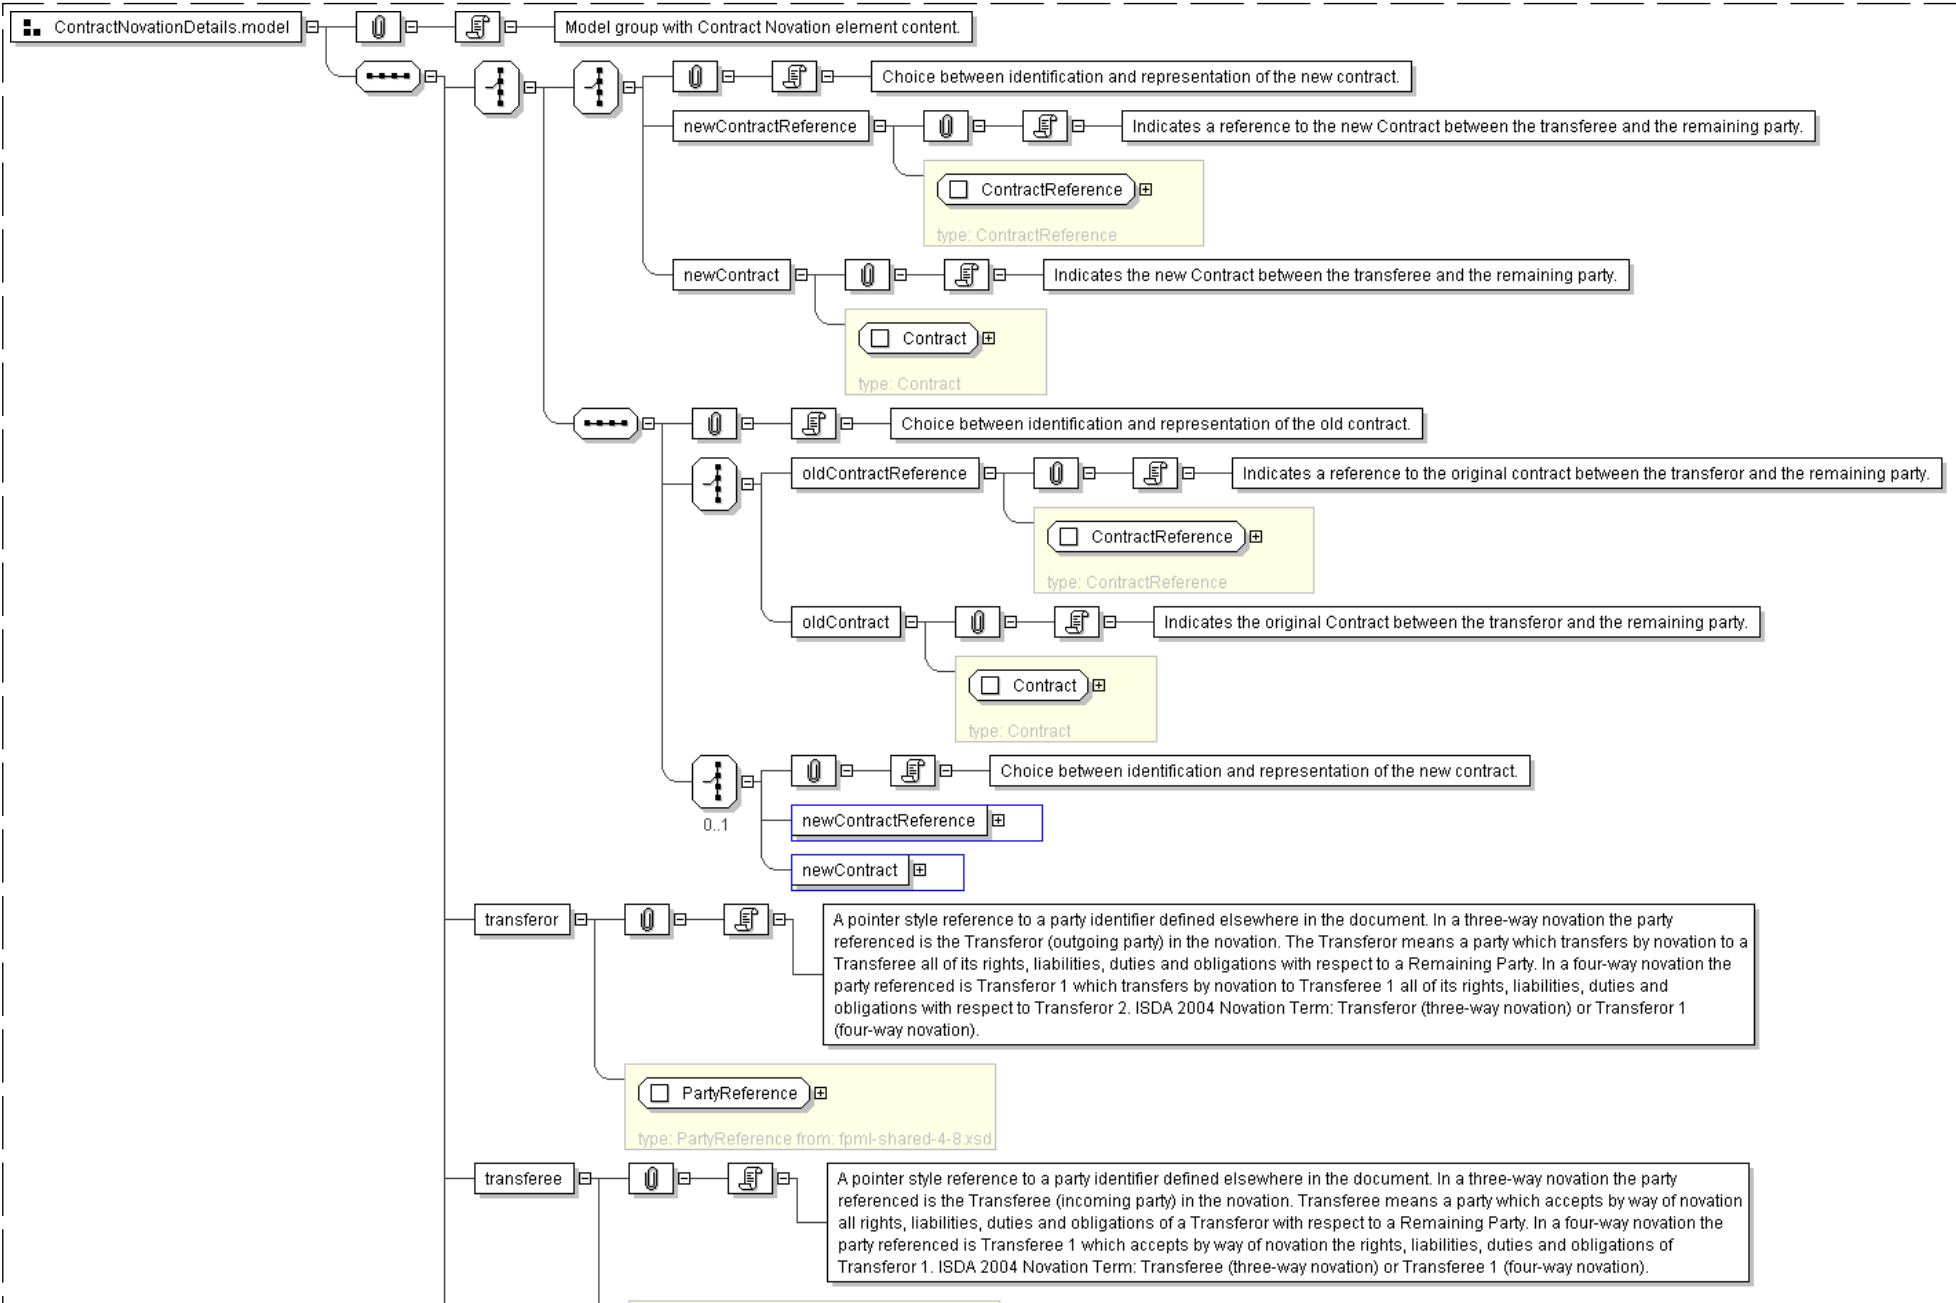 ContractNovationDetails.model
Model group with Contract Novation element content.
Choice between identification and representation of the new contract.
newContractReference
Indicates a reference to the new Contract between the transferee and the remaining party.
ContractReference
type: ContractReference
newContract
Indicates the new Contract between the transferee and the remaining party.
Contract
type: Contract
Choice between identification and representation of the old contract.
oldContractReference
Indicates a reference to the original contract between the transferor and the remaining party.
ContractReference
type: ContractReference
oldContract
Indicates the original Contract between the transferor and the remaining party.
Contract
type: Contract
Choice between identification and representation of the new contract.
0..1
newContractReference
newContract
transferor
A pointer style reference to a party identifier defined elsewhere in the document. In a three-way novation the party
referenced is the Transferor (outgoing party) in the novation. The Transferor means a party which transfers by novation to a
Transferee all of its rights, liabilities, duties and obligations with respect to a Remaining Party. In a four-way novation the
party referenced is Transferor 1 which transfers by novation to Transferee 1 all of its rights, liabilities, duties and
obligations with respect to Transferor 2. ISDA 2004 Novation Term: Transferor (three-way novation) or Transferor 1
(four-way novation).
PartyReference
type: PartyReference from: fpml-shared-4-8.xsd
transferee
A pointer style reference to a party identifier defined elsewhere in the document. In a three-way novation the party
referenced is the Transferee (incoming party) in the novation. Transferee means a party which accepts by way of novation
all rights, liabilities, duties and obligations of a Transferor with respect to a Remaining Party. In a four-way novation the
party referenced is Transferee 1 which accepts by way of novation the rights, liabilities, duties and obligations of
Transferor 1. ISDA 2004 Novation Term: Transferee (three-way novation) or Transferee 1 (four-way novation).